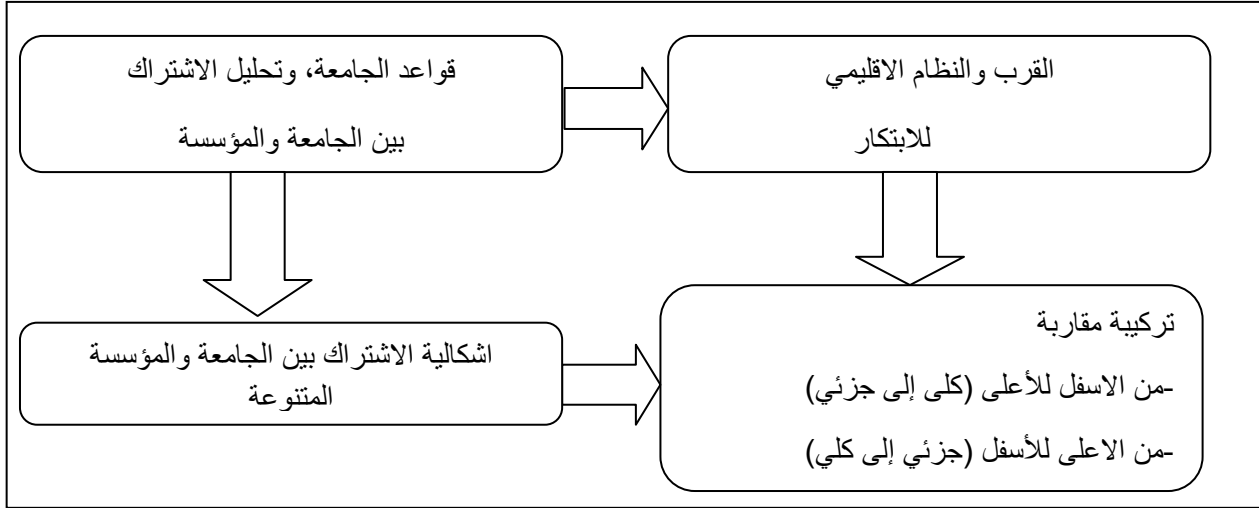 قواعد الجامعة، وتحليل الاشتراك
بين الجامعة والمؤسسة
القرب والنظام الاقليمي
للابتكار
اشكالية الاشتراك بين الجامعة والمؤسسة
المتنوعة
تركيبة مقاربة
-من الاسفل للأعلى (كلى إلى جزئي)
-من الاعلى للأسفل (جزئي إلى كلي)